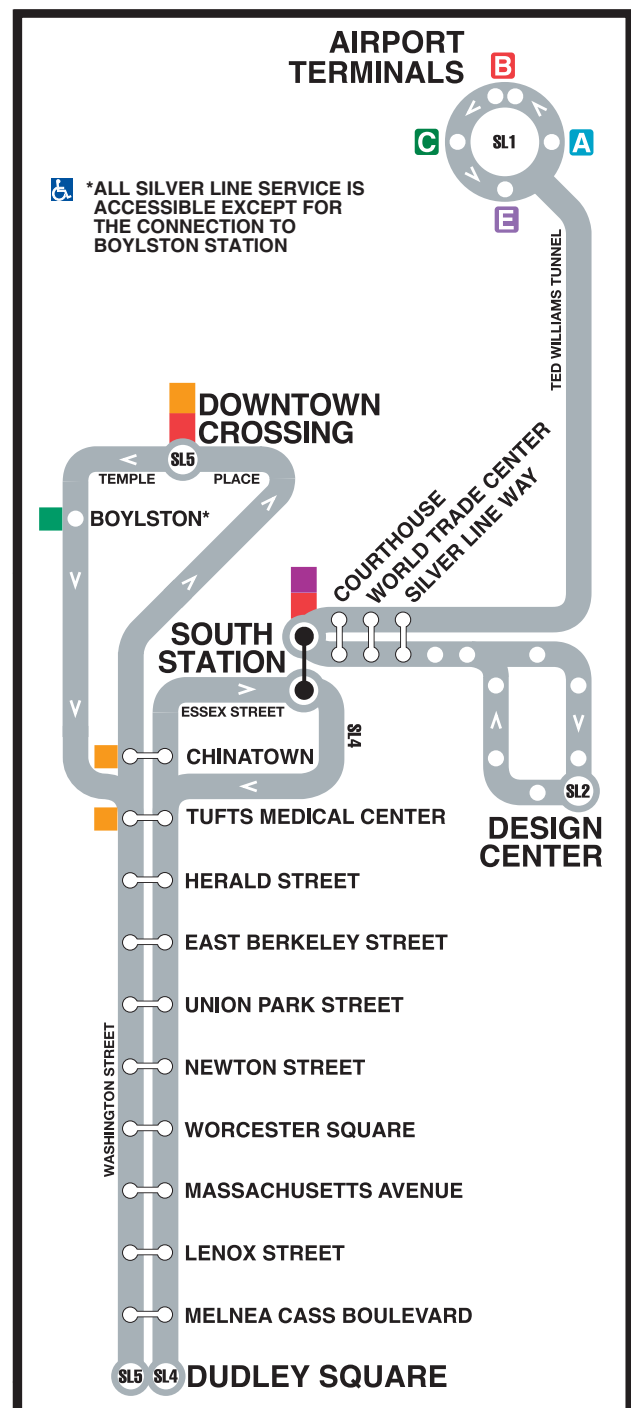 AIRPORT
TERMINALS
B
C
SL1
A
E
*ALL SILVER LINE SERVICE IS
ACCESSIBLE EXCEPT FOR
THE CONNECTION TO
BOYLSTON STATION
TED WILLIAMS TUNNEL
DOWNTOWN
CROSSING
SL5
TEMPLE
PLACE
BOYLSTON*
COURTHOUSE
WORLD TRADE CENTER
SILVER LINE WAY
SOUTH
STATION
ESSEX STREET
SL4
CHINATOWN
SL2
DESIGN
CENTER
TUFTS MEDICAL CENTER
HERALD STREET
EAST BERKELEY STREET
UNION PARK STREET
NEWTON STREET
WASHINGTON STREET
WORCESTER SQUARE
MASSACHUSETTS AVENUE
LENOX STREET
MELNEA CASS BOULEVARD
SL5
SL4
DUDLEY SQUARE